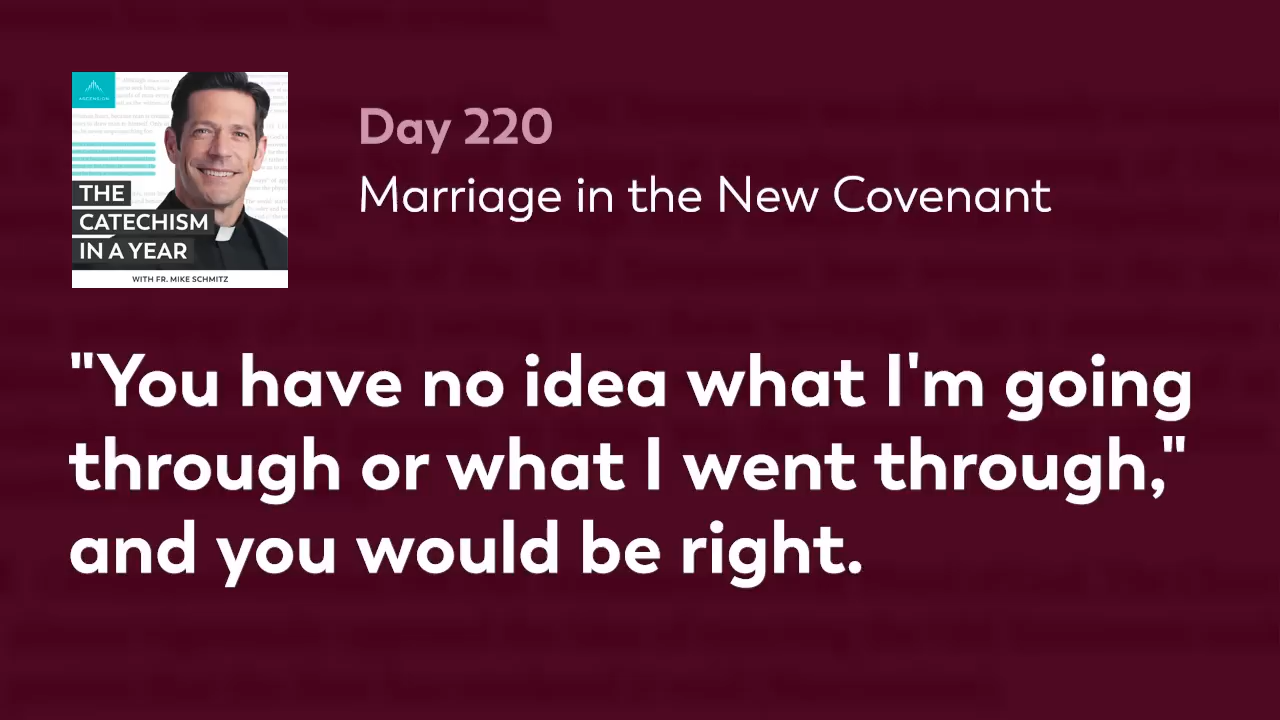 ASCENSION
THE
CATECHISM
IN A YEAR
WITH FR. MIKE SCHMITZ
Day 220
Marriage in the New Covenant
"You have no idea what I'm going
through or what I went through,"
and you would be right.